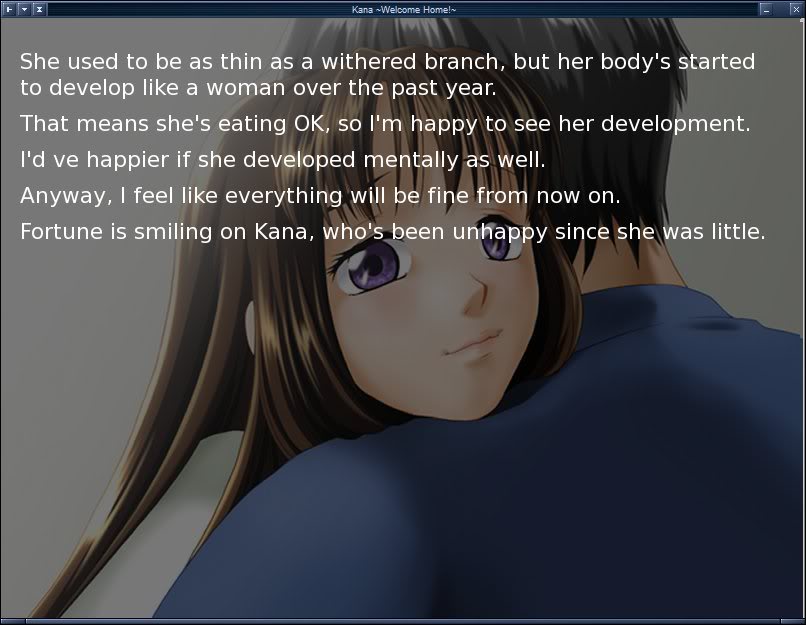 Kana ~Welcome Home!~
She used to be as thin as a withered branch, but her body's started
to develop like a woman over the past year.
That means she's eating OK, so I'm happy to see her development.
I'd ve happier if she developed mentally as well.
Anyway, I feel like everything will be fine from now on.
Fortune is smiling on Kana, who's been unhappy since she was little.